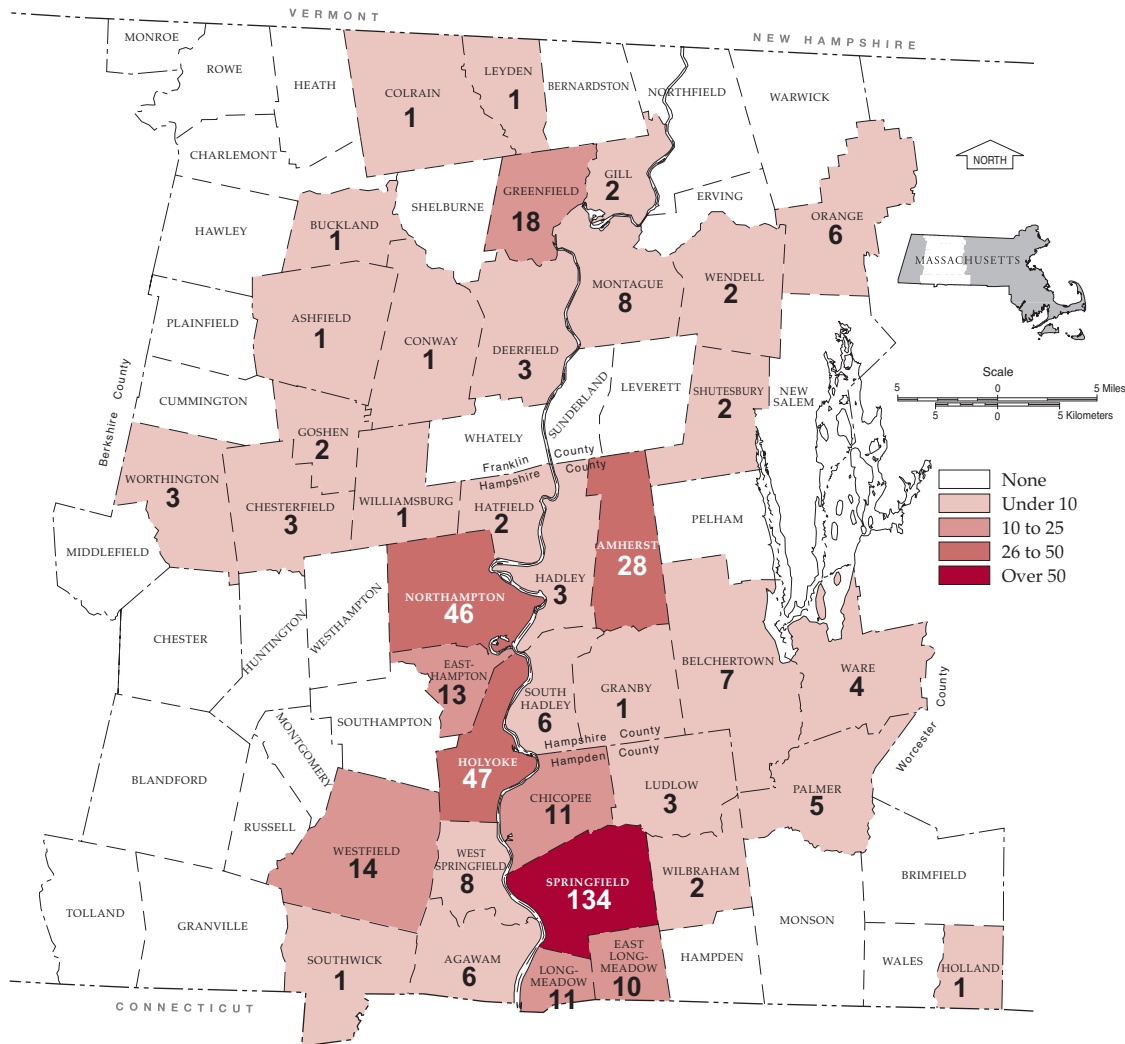 VERMONT
NEW HAMPSHIRE
MONROE
ROWE
HEATH
COLRAIN
1
LEYDEN
1
BERNARDSTON
NORTHFIELD
WARWICK
CHARLEMONT
SHELBURNE
GREENFIELD
18
GILL
2
ERVING
ORANGE
6
NORTH
HAWLEY
BUCKLAND
1
MASSACHUSETTS
PLAINFIELD
ASHFIELD
1
CONWAY
1
DEERFIELD
3
MONTAGUE
8
WENDELL
2
Berkshire County
CUMMINGTON
GOSHEN
2
WHATELY
SUNDERLAND
LEVERETT
SHUTESBURY
2
NEW
SALEM
Scale
5 0 5 Miles
5 0 5 Kilometers
Franklin County
Hampshire County
WORTHINGTON
3
CHESTERFIELD
3
WILLIAMSBURG
1
HATFIELD
2
AMHERST
28
PELHAM
None
Under 10
10 to 25
26 to 50
Over 50
MIDDLEFIELD
NORTHAMPTON
46
HADLEY
3
CHESTER
HUNTINGTON
WESTHAMPTON
EAST-
HAMPTON
13
SOUTH
HADLEY
6
GRANBY
1
BELCHERTOWN
7
WARE
4
Worcester County
Hampshire County
Hampden County
SOUTHAMPTON
MONTGOMERY
BLANDFORD
HOLYOKE
47
CHICOPEE
11
LUDLOW
3
PALMER
5
RUSSELL
WESTFIELD
14
WEST
SPRINGFIELD
8
SPRINGFIELD
134
WILBRAHAM
2
BRIMFIELD
TOLLAND
GRANVILLE
MONSON
SOUTHWICK
1
AGAWAM
6
LONG-
MEADOW
11
EAST
LONG-
MEADOW
10
HAMPDEN
WALES
HOLLAND
1
CONNECTICUT